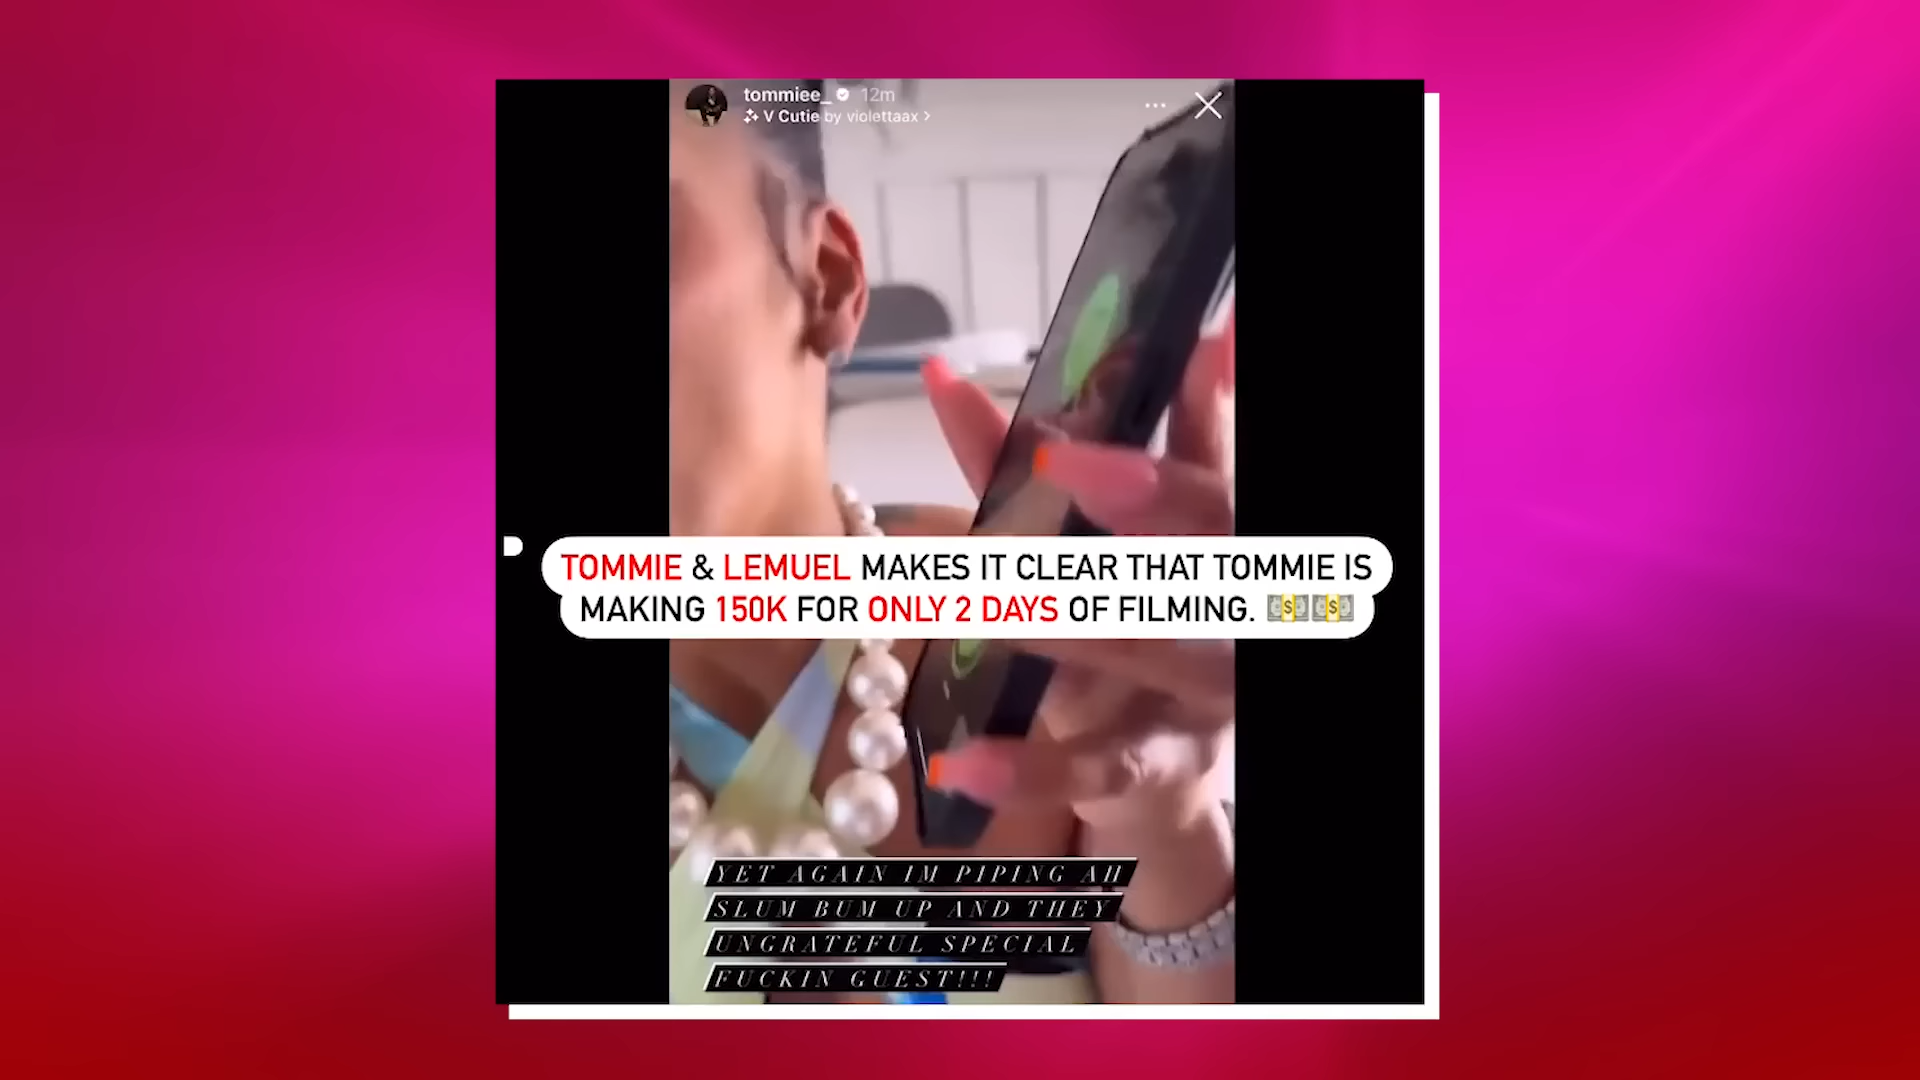 tommiee_ 12m
V Cutie by violettaax >
TOMMIE & LEMUEL MAKES IT CLEAR THAT TOMMIE IS
MAKING 150K FOR ONLY 2 DAYS OF FILMING. 💵💵
YET AGAIN IM PIPING AH
SLUM BUM UP AND THEY
UNGRATEFUL SPECIAL
FUCKIN GUEST!!!